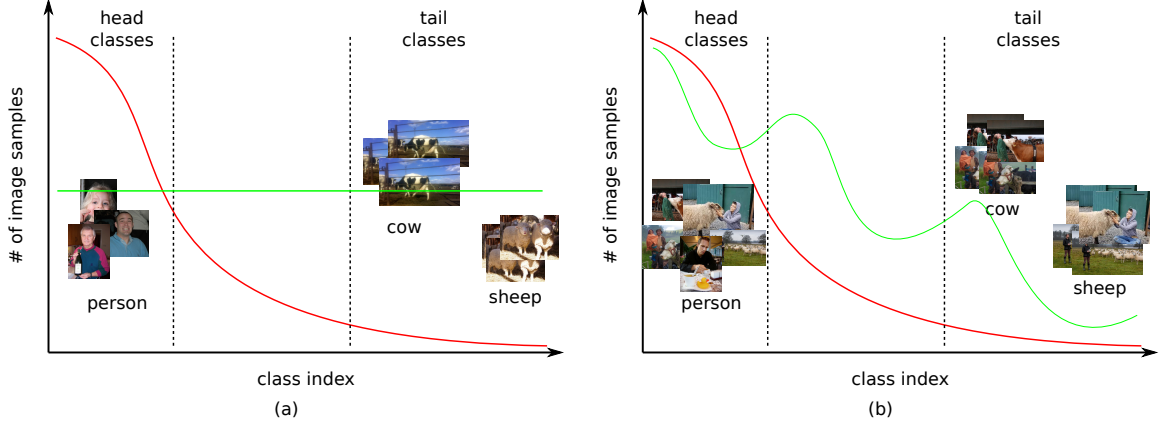 head
classes
tail
classes
# of image samples
cow
sheep
person
class index
(a)
head
classes
tail
classes
# of image samples
cow
sheep
person
class index
(b)